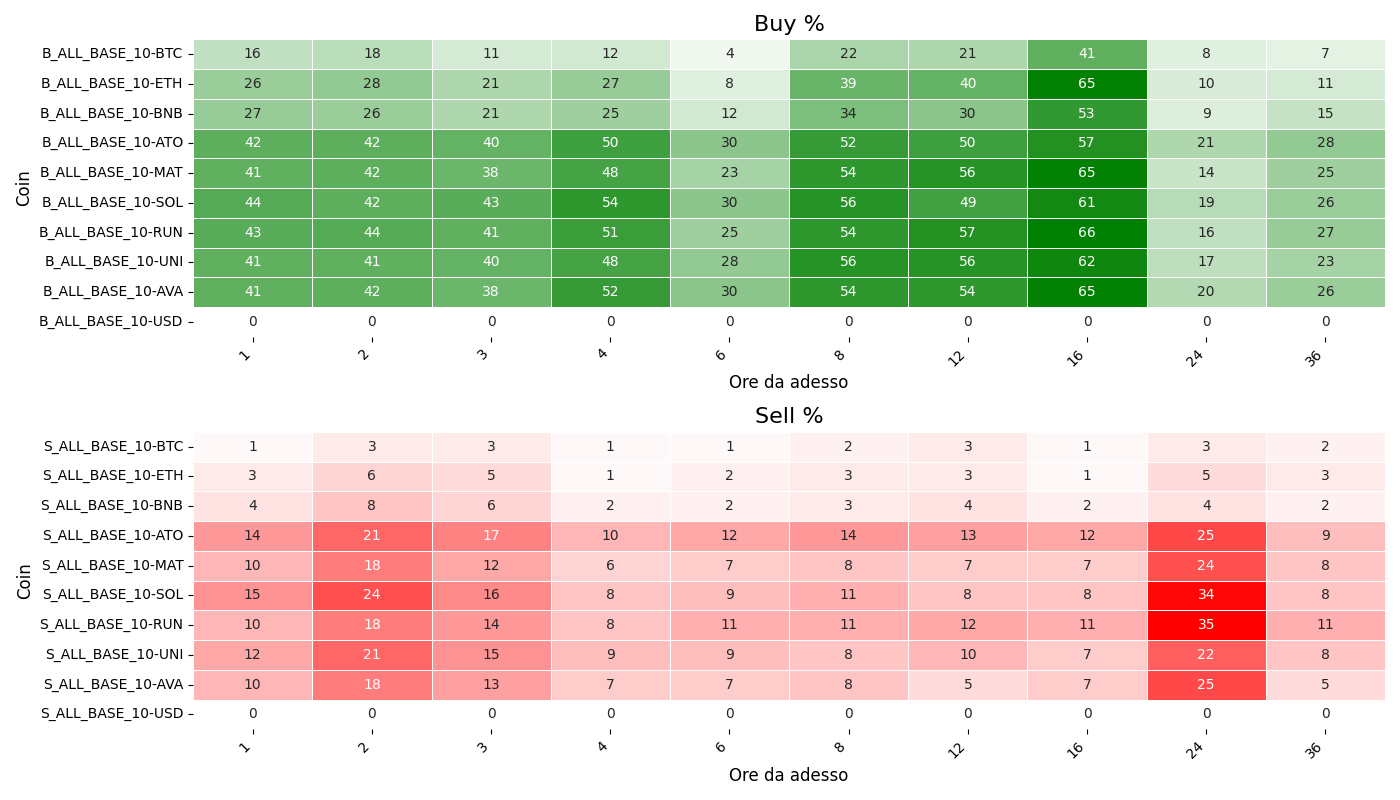 Buy %
Coin
B_ALL_BASE_10-BTC 16 18 11 12 4 22 21 41 8 7
B_ALL_BASE_10-ETH 26 28 21 27 8 39 40 65 10 11
B_ALL_BASE_10-BNB 27 26 21 25 12 34 30 53 9 15
B_ALL_BASE_10-ATO 42 42 40 50 30 52 50 57 21 28
B_ALL_BASE_10-MAT 41 42 38 48 23 54 56 65 14 25
B_ALL_BASE_10-SOL 44 42 43 54 30 56 49 61 19 26
B_ALL_BASE_10-RUN 43 44 41 51 25 54 57 66 16 27
B_ALL_BASE_10-UNI 41 41 40 48 28 56 56 62 17 23
B_ALL_BASE_10-AVA 41 42 38 52 30 54 54 65 20 26
B_ALL_BASE_10-USD 0 0 0 0 0 0 0 0 0 0
1 2 3 4 6 8 12 16 24 36
Ore da adesso
Sell %
Coin
S_ALL_BASE_10-BTC 1 3 3 1 1 2 3 1 3 2
S_ALL_BASE_10-ETH 3 6 5 1 2 3 3 1 5 3
S_ALL_BASE_10-BNB 4 8 6 2 2 3 4 2 4 2
S_ALL_BASE_10-ATO 14 21 17 10 12 14 13 12 25 9
S_ALL_BASE_10-MAT 10 18 12 6 7 8 7 7 24 8
S_ALL_BASE_10-SOL 15 24 16 8 9 11 8 8 34 8
S_ALL_BASE_10-RUN 10 18 14 8 11 11 12 11 35 11
S_ALL_BASE_10-UNI 12 21 15 9 9 8 10 7 22 8
S_ALL_BASE_10-AVA 10 18 13 7 7 8 5 7 25 5
S_ALL_BASE_10-USD 0 0 0 0 0 0 0 0 0 0
1 2 3 4 6 8 12 16 24 36
Ore da adesso